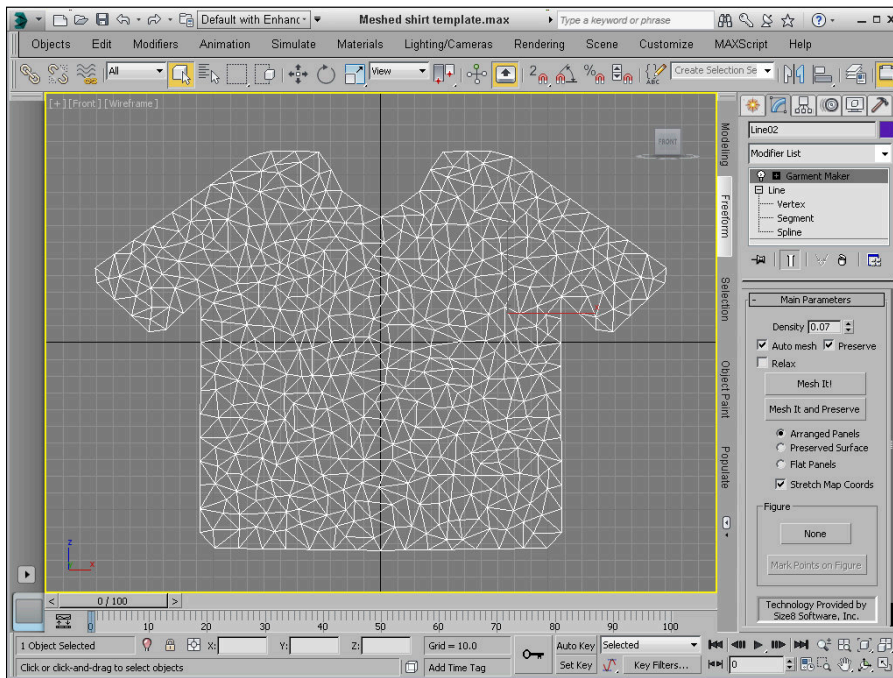 Default with Enhanc
Meshed shirt template.max
Type a keyword or phrase
Objects Edit Modifiers Animation Simulate Materials Lighting/Cameras Rendering Scene Customize MAXScript Help
All
View
2
%
ABC
Create Selection Se
[+][Front][Wireframe]
FRONT
Modeling
Freeform
Selection
Object Paint
Populate
Line02
Modifier List
Garment Maker
Line
Vertex
Segment
Spline
Main Parameters
Density 0.07
Auto mesh Preserve
Relax
Mesh It!
Mesh It and Preserve
Arranged Panels
Preserved Surface
Flat Panels
Stretch Map Coords
Figure
None
Mark Points on Figure
Technology Provided by
Size8 Software, Inc.
z
x
< 0 / 100 >
0 10 20 30 40 50 60 70 80 90 100
1 Object Selected X: Y: Z: Grid = 10.0 Auto Key Selected
Click or click-and-drag to select objects Add Time Tag Set Key Key Filters... 0